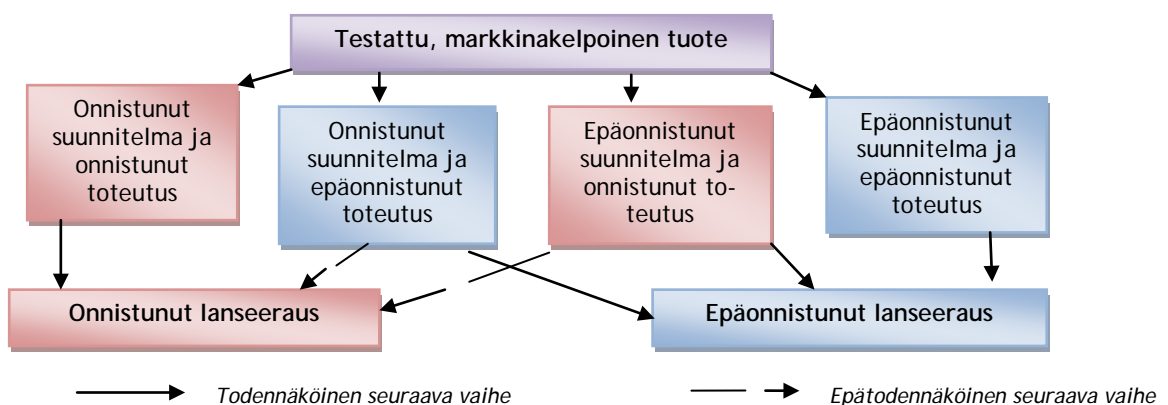 Testattu, markkinakelpoinen tuote
Onnistunut
suunnitelma ja
onnistunut
toteutus
Onnistunut
suunnitelma ja
epäonnistunut
toteutus
Epäonnistunut
suunnitelma ja
onnistunut to-
teutus
Epäonnistunut
suunnitelma ja
epäonnistunut
toteutus
Onnistunut lanseeraus
Epäonnistunut lanseeraus
Todennäköinen seuraava vaihe
Epätodennäköinen seuraava vaihe